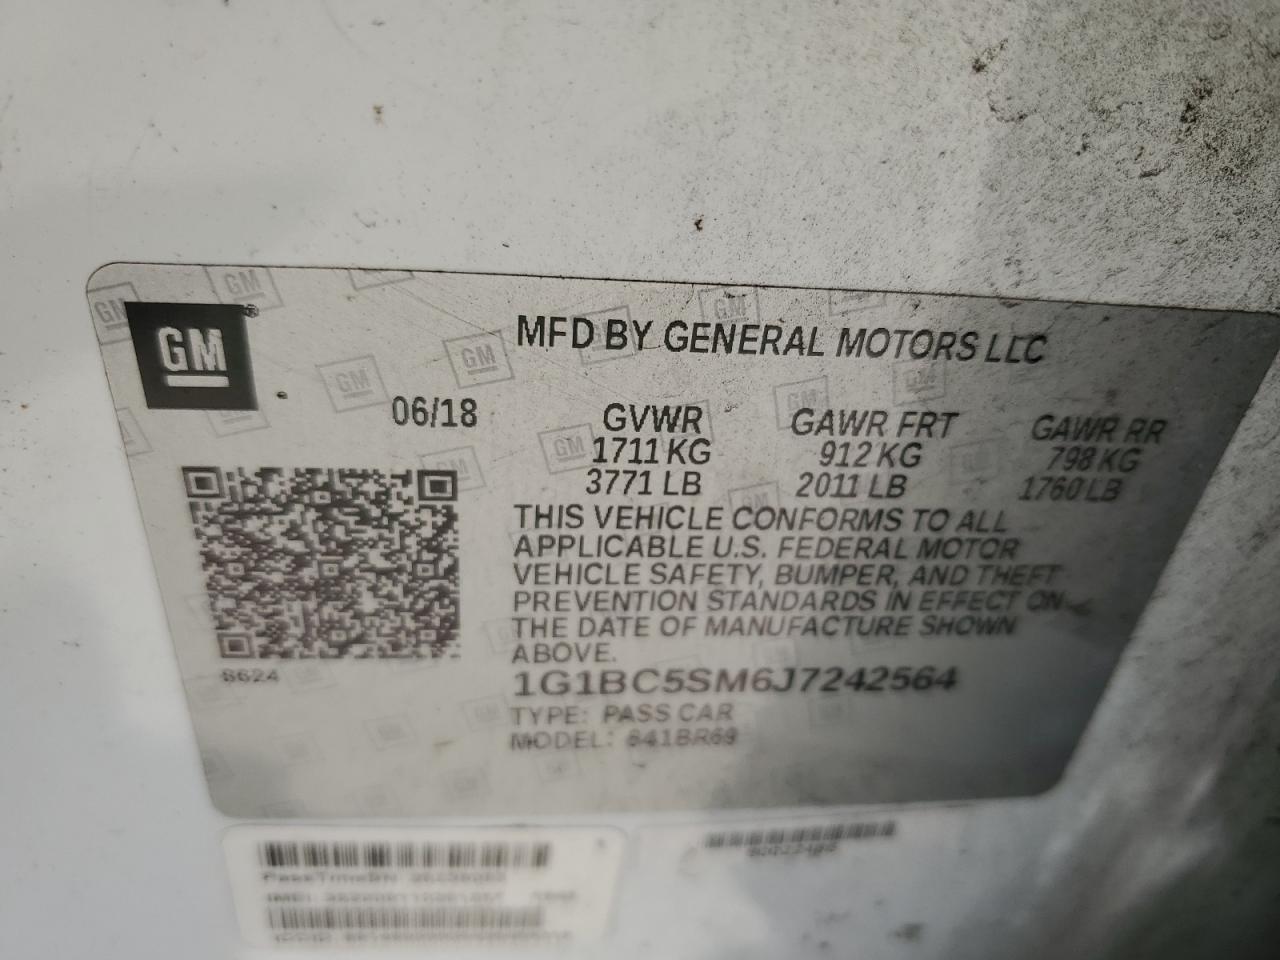 GM
MFD BY GENERAL MOTORS LLC
06/18
GVWR GAWR FRT GAWR RR
1711 KG 912 KG 798 KG
3771 LB 2011 LB 1760 LB
THIS VEHICLE CONFORMS TO ALL
APPLICABLE U.S. FEDERAL MOTOR
VEHICLE SAFETY, BUMPER, AND THEFT
PREVENTION STANDARDS IN EFFECT ON
THE DATE OF MANUFACTURE SHOWN
ABOVE.
8624
1G1BC5SM6J7242564
TYPE: PASS CAR
MODEL: 641BR69